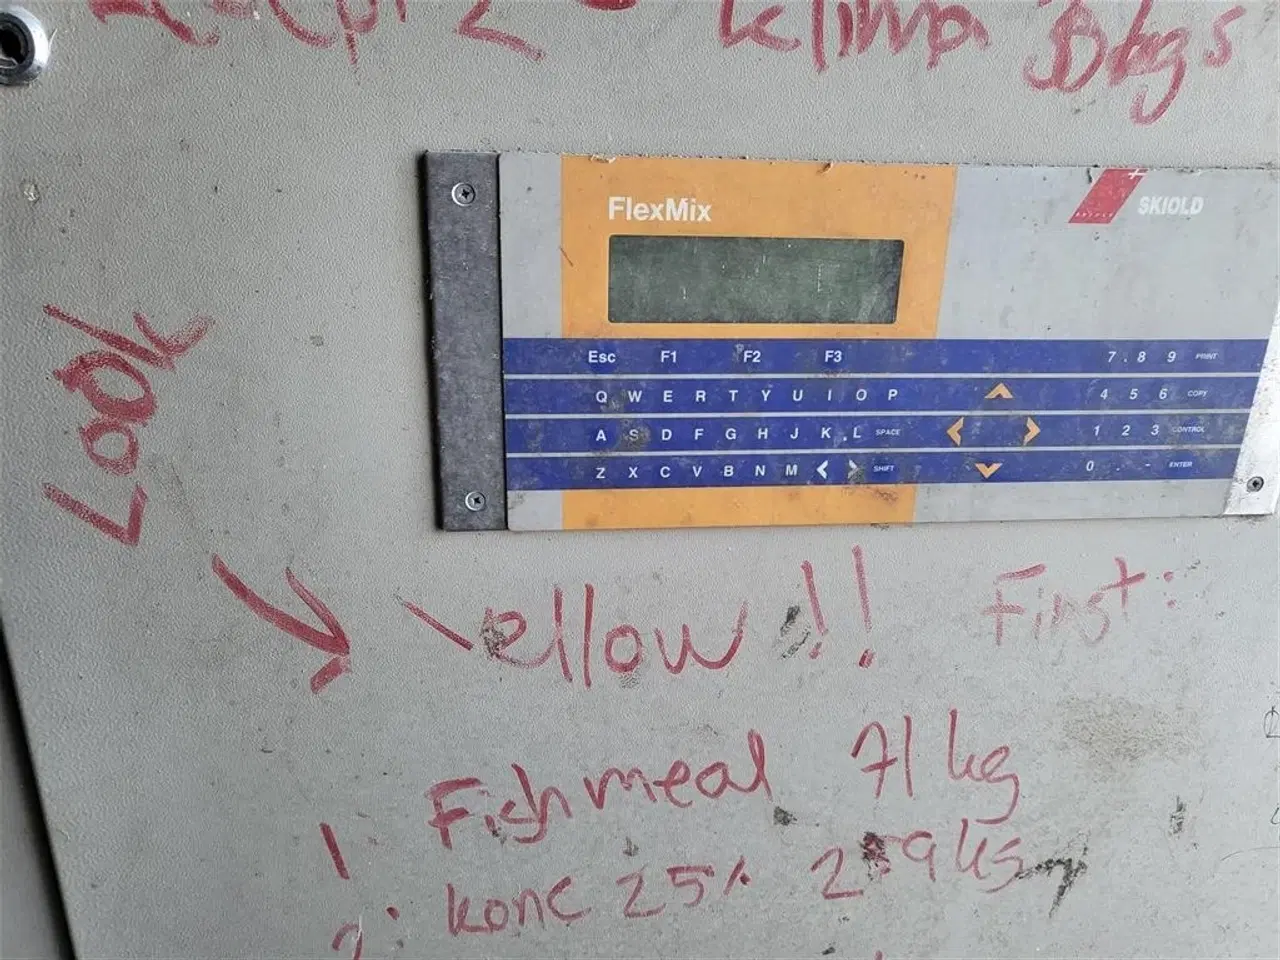 klima
FlexMix
SKIOLD
Esc F1 F2 F3 7 . 8 9 PRINT
Q W E R T Y U I O P 4 5 6 COPY
A S D F G H J K . L SPACE 1 2 3 CONTROL
Z X C V B N M < > SHIFT 0 . - ENTER
Look
Yellow!! First:
1. Fishmeal 71 kg
2. konc 25%